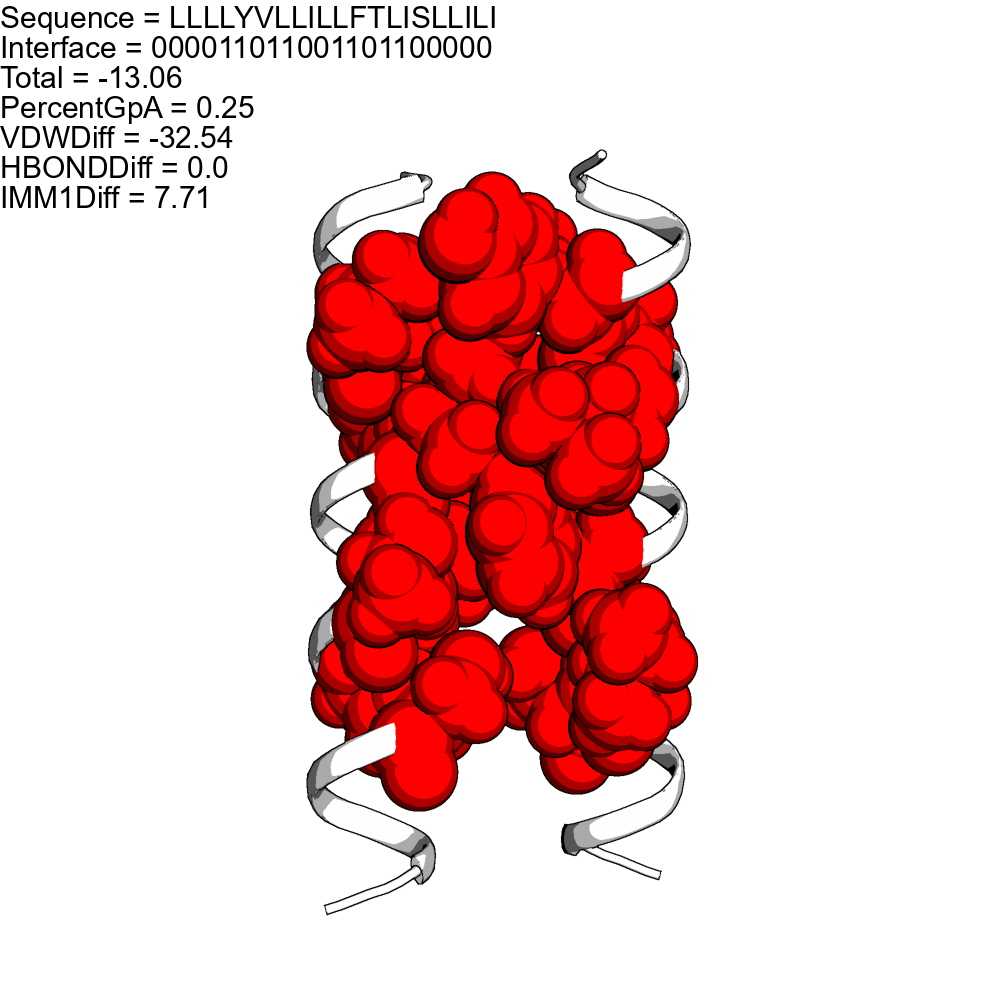 Sequence = LLLLYVLLILLFTLISLLILI
Interface = 000011011001101100000
Total = -13.06
PercentGpA = 0.25
VDWDiff = -32.54
HBONDDiff = 0.0
IMM1Diff = 7.71